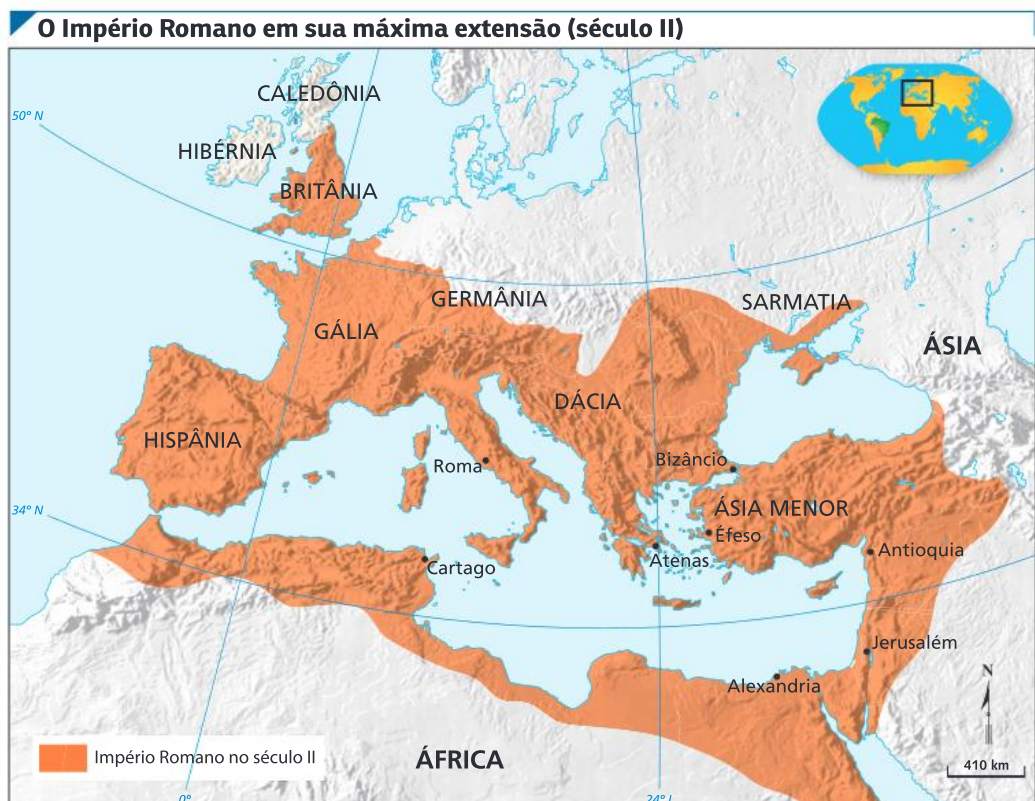 O Império Romano em sua máxima extensão (século II)
CALEDÔNIA
50° N
HIBÉRNIA
BRITÂNIA
GERMÂNIA
SARMATIA
GÁLIA
ÁSIA
DÁCIA
HISPÂNIA
Roma
Bizâncio
34° N
ÁSIA MENOR
Éfeso
Atenas
Antioquia
Cartago
Jerusalém
Alexandria
N
Império Romano no século II
ÁFRICA
410 km
0°
24° L